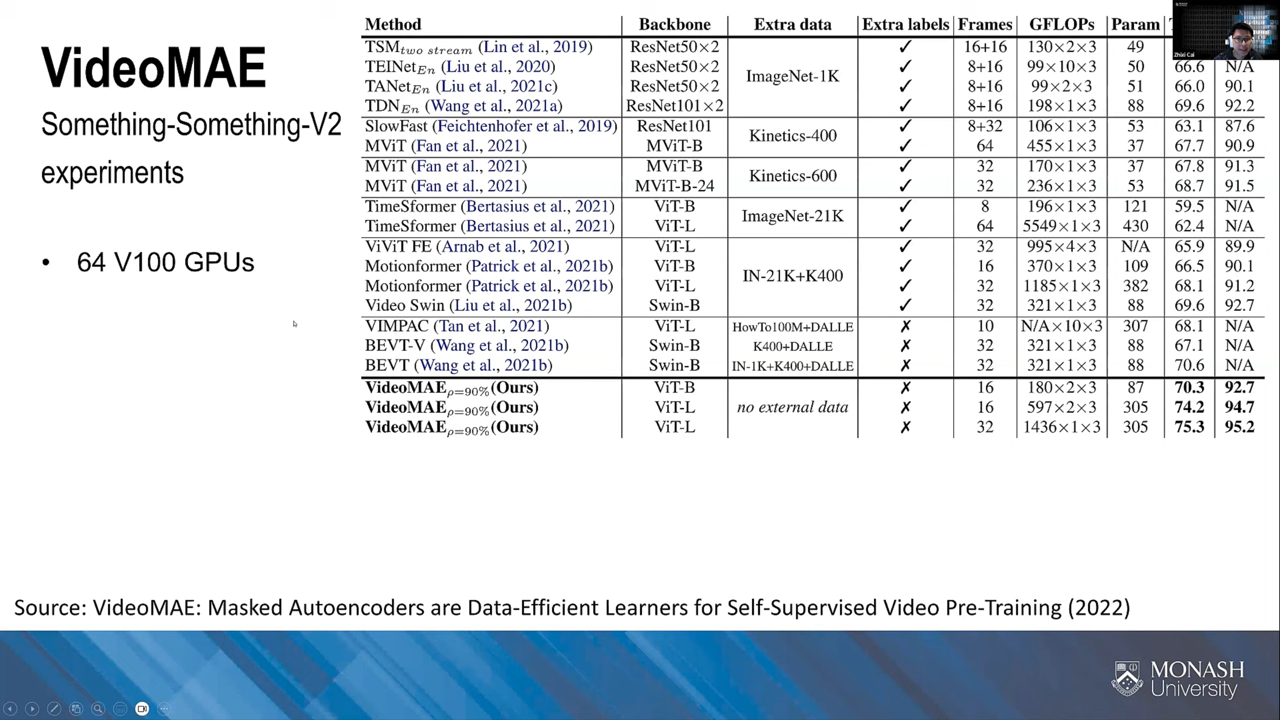 VideoMAE
Something-Something-V2
experiments
• 64 V100 GPUs
Method Backbone Extra data Extra labels Frames GFLOPs Param
TSM two stream (Lin et al., 2019) ResNet50×2 ImageNet-1K ✓ 16+16 130×2×3 49
TEINet En (Liu et al., 2020) ResNet50×2 ✓ 8+16 99×10×3 50 66.6 N/A
TANet En (Liu et al., 2021c) ResNet50×2 ✓ 8+16 99×2×3 51 66.0 90.1
TDN En (Wang et al., 2021a) ResNet101×2 ✓ 8+16 198×1×3 88 69.6 92.2
SlowFast (Feichtenhofer et al., 2019) ResNet101 Kinetics-400 ✓ 8+32 106×1×3 53 63.1 87.6
MViT (Fan et al., 2021) MViT-B ✓ 64 455×1×3 37 67.7 90.9
MViT (Fan et al., 2021) MViT-B Kinetics-600 ✓ 32 170×1×3 37 67.8 91.3
MViT (Fan et al., 2021) MViT-B-24 ✓ 32 236×1×3 53 68.7 91.5
TimeSformer (Bertasius et al., 2021) ViT-B ImageNet-21K ✓ 8 196×1×3 121 59.5 N/A
TimeSformer (Bertasius et al., 2021) ViT-L ✓ 64 5549×1×3 430 62.4 N/A
ViViT FE (Arnab et al., 2021) ViT-L IN-21K+K400 ✓ 32 995×4×3 N/A 65.9 89.9
Motionformer (Patrick et al., 2021b) ViT-B ✓ 16 370×1×3 109 66.5 90.1
Motionformer (Patrick et al., 2021b) ViT-L ✓ 32 1185×1×3 382 68.1 91.2
Video Swin (Liu et al., 2021b) Swin-B ✓ 32 321×1×3 88 69.6 92.7
VIMPAC (Tan et al., 2021) ViT-L HowTo100M+DALLE ✗ 10 N/A×10×3 307 68.1 N/A
BEVT-V (Wang et al., 2021b) Swin-B K400+DALLE ✗ 32 321×1×3 88 67.1 N/A
BEVT (Wang et al., 2021b) Swin-B IN-1K+K400+DALLE ✗ 32 321×1×3 88 70.6 N/A
VideoMAE ρ=90% (Ours) ViT-B no external data ✗ 16 180×2×3 87 70.3 92.7
VideoMAE ρ=90% (Ours) ViT-L ✗ 16 597×2×3 305 74.2 94.7
VideoMAE ρ=90% (Ours) ViT-L ✗ 32 1436×1×3 305 75.3 95.2
Zhixi Cai
Source: VideoMAE: Masked Autoencoders are Data-Efficient Learners for Self-Supervised Video Pre-Training (2022)
MONASH
University